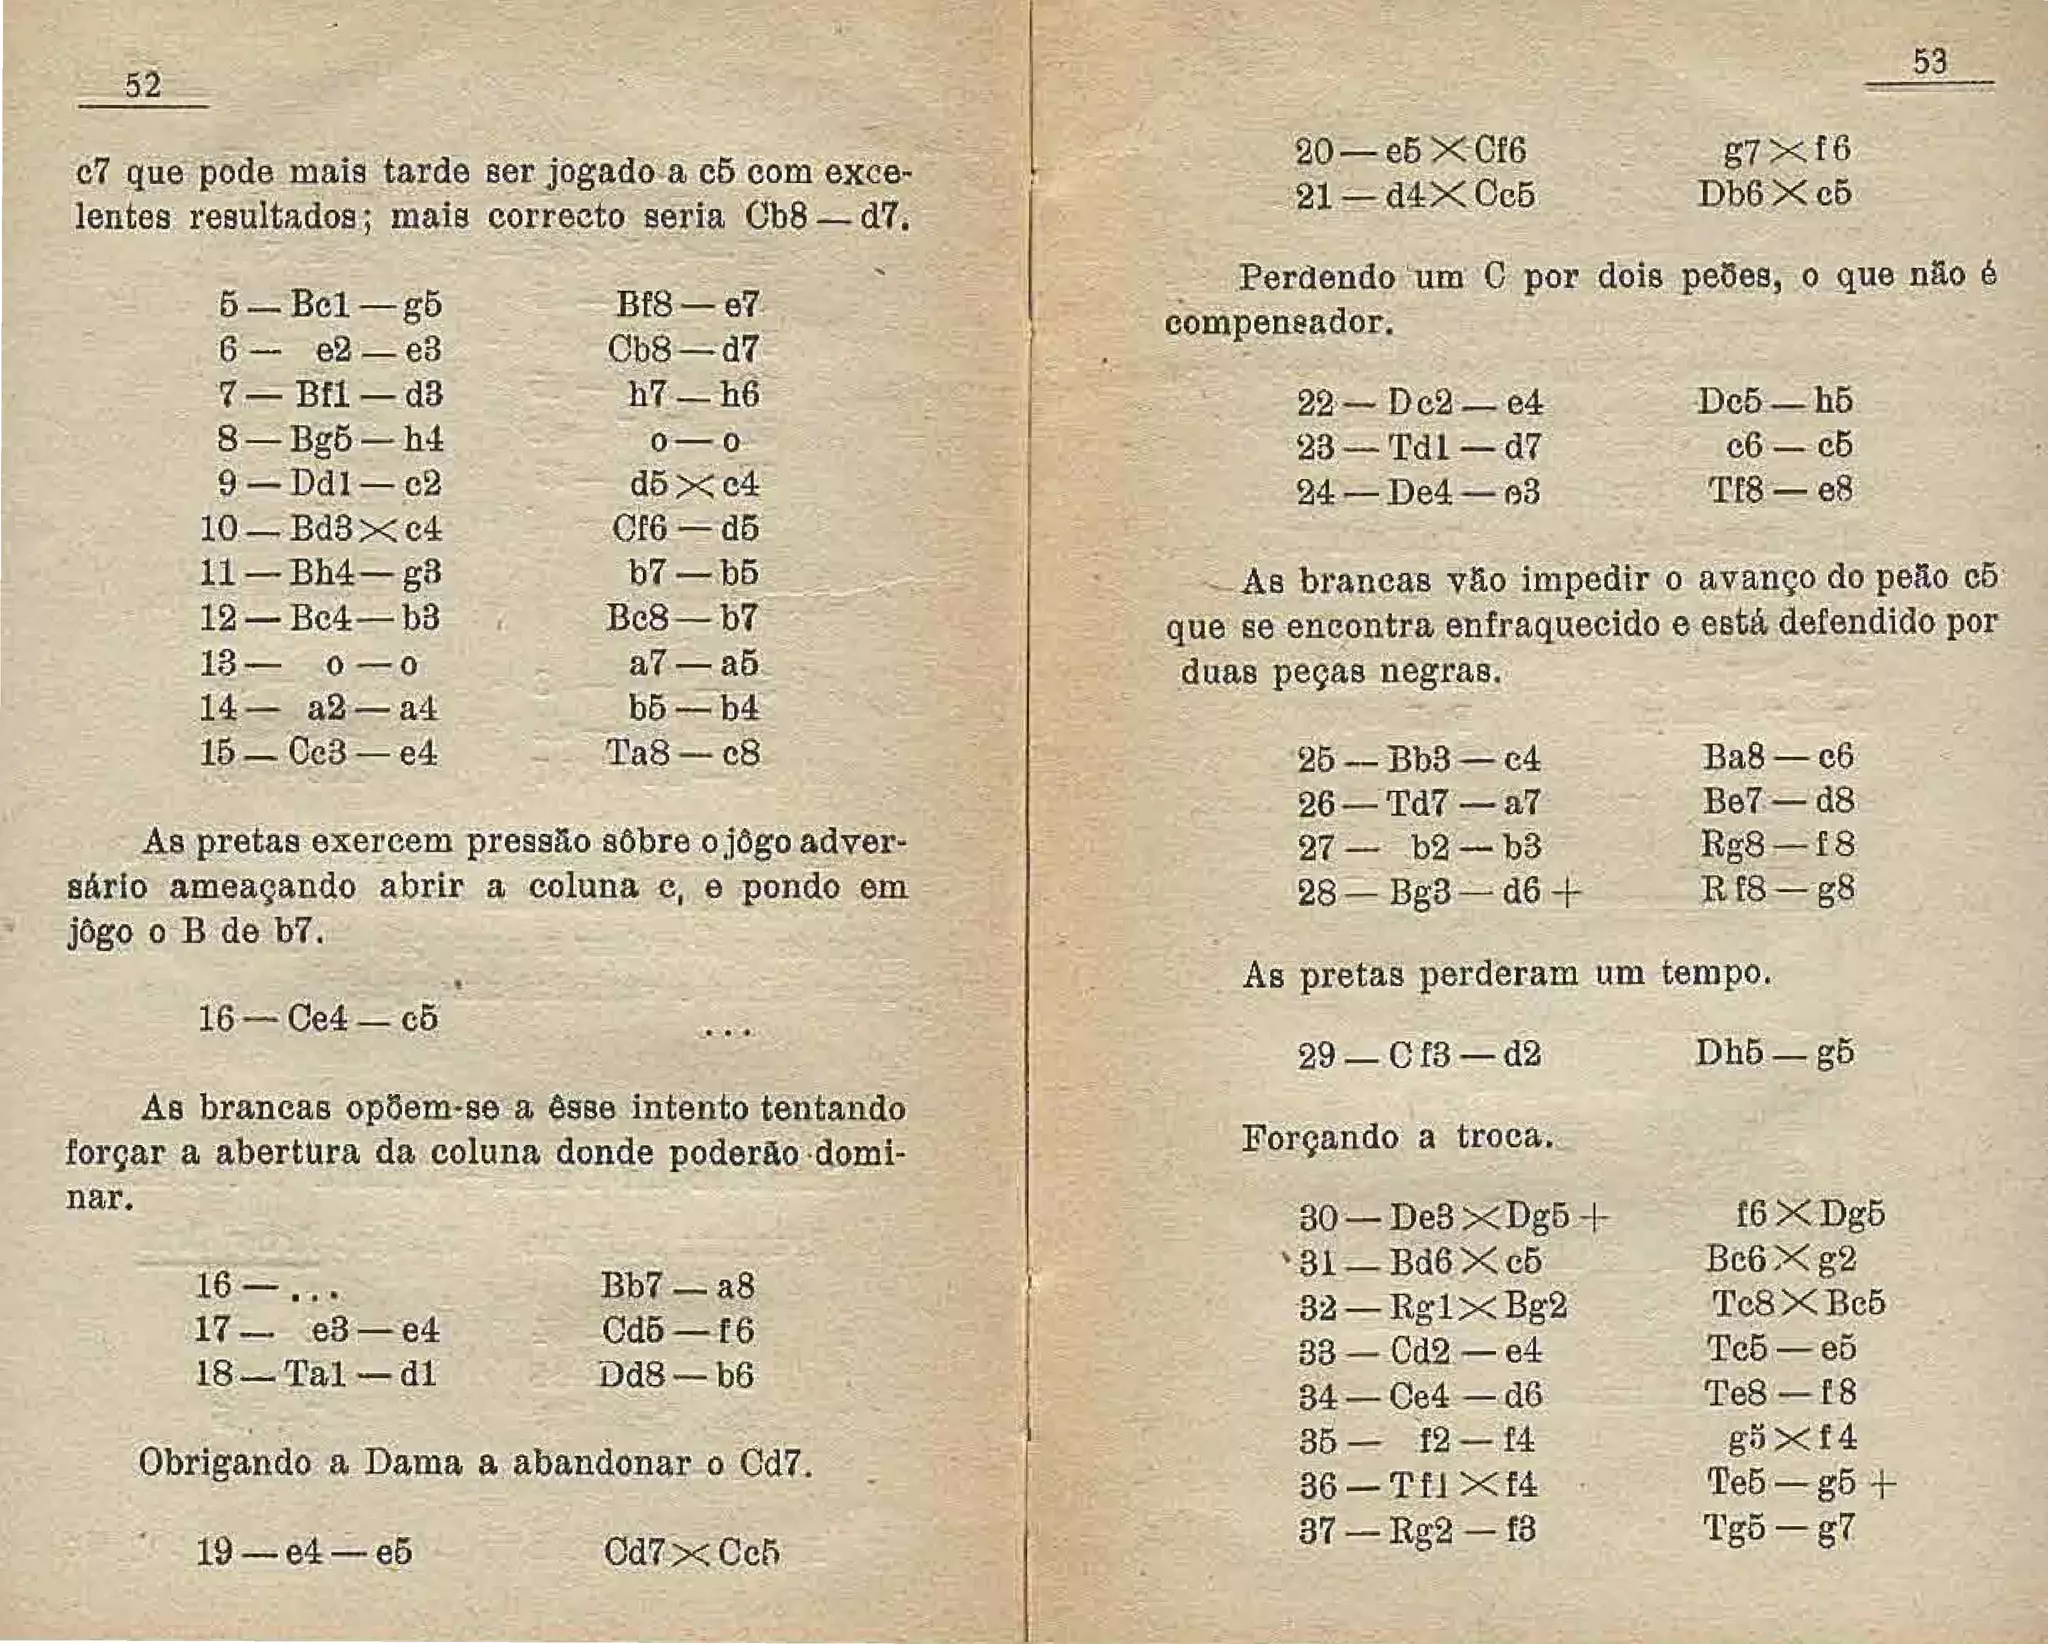 52
c7 que pode mais tarde ser jogado a c5 com exce-
lentes resultados; mais correcto seria Cb8 — d7.
5 — Bc1 — g5 Bf8 — e7
6 — e2 — e3 Cb8 — d7
7 — Bf1 — d3 h7 — h6
8 — Bg5 — h4 o — o
9 — Dd1 — c2 d5 × c4
10 — Bd3 × c4 Cf6 — d5
11 — Bh4 — g3 b7 — b5
12 — Bc4 — b3 Bc8 — b7
13 — o — o a7 — a5
14 — a2 — a4 b5 — b4
15 — Cc3 — e4 Ta8 — c8
As pretas exercem pressão sôbre o jôgo adver-
sário ameaçando abrir a coluna c, e pondo em
jôgo o B de b7.
16 — Ce4 — c5 ...
As brancas opõem-se a êsse intento tentando
forçar a abertura da coluna donde poderão domi-
nar.
16 — ... Bb7 — a8
17 — e3 — e4 Cd5 — f6
18 — Ta1 — d1 Dd8 — b6
Obrigando a Dama a abandonar o Cd7.
19 — e4 — e5 Cd7 × Cc5
53
20 — e5 × Cf6 g7 × f6
21 — d4 × Cc5 Db6 × c5
Perdendo um C por dois peões, o que não é
compensador.
22 — Dc2 — e4 Dc5 — h5
23 — Td1 — d7 c6 — c5
24 — De4 — e3 Tf8 — e8
As brancas vão impedir o avanço do peão c5
que se encontra enfraquecido e está defendido por
duas peças negras.
25 — Bb3 — c4 Ba8 — c6
26 — Td7 — a7 Be7 — d8
27 — b2 — b3 Rg8 — f8
28 — Bg3 — d6 + Rf8 — g8
As pretas perderam um tempo.
29 — Cf3 — d2 Dh5 — g5
Forçando a troca.
30 — De3 × Dg5 + f6 × Dg5
31 — Bd6 × c5 Bc6 × g2
32 — Rg1 × Bg2 Tc8 × Bc5
33 — Cd2 — e4 Tc5 — e5
34 — Ce4 — d6 Te8 — f8
35 — f2 — f4 g5 × f4
36 — Tf1 × f4 Te5 — g5 +
37 — Rg2 — f3 Tg5 — g7